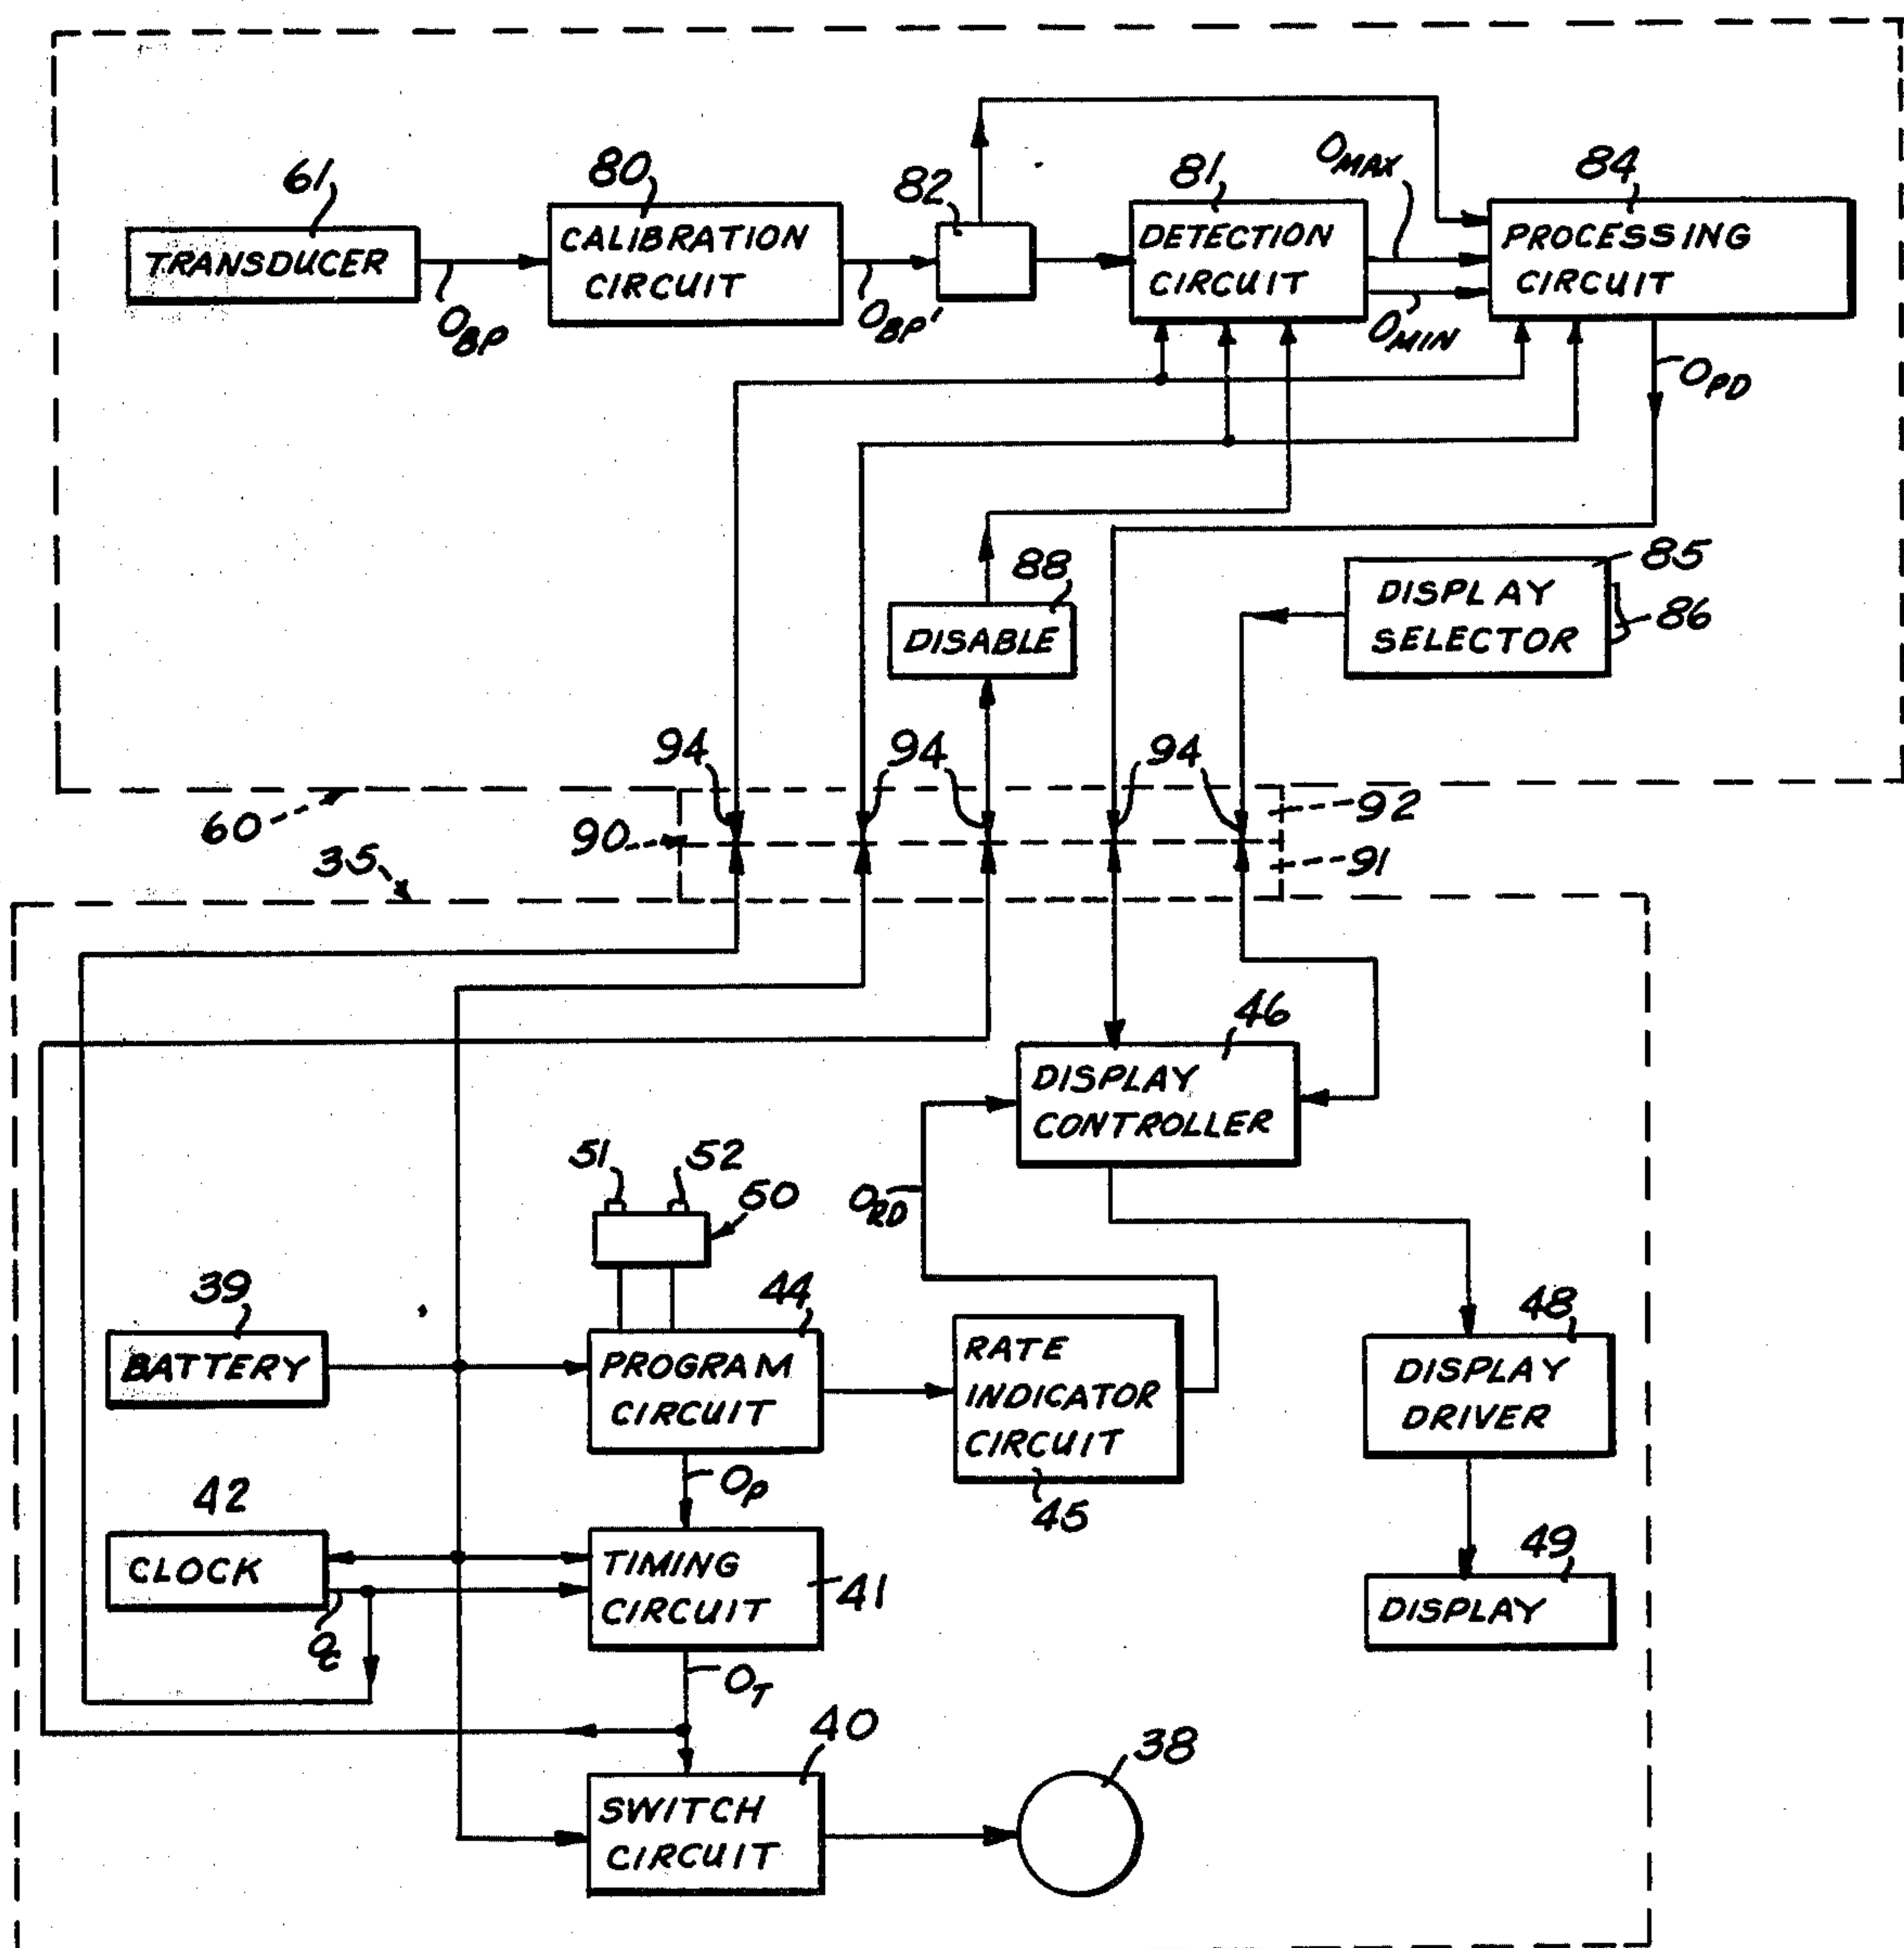 61
80
82
81
O_MAX
84
TRANSDUCER
CALIBRATION
CIRCUIT
DETECTION
CIRCUIT
PROCESSING
CIRCUIT
O_BP
O_BP'
O_MIN
O_PD
88
85
DISPLAY
SELECTOR
86
DISABLE
94
94
94
60
90
92
91
35
46
DISPLAY
CONTROLLER
51
52
50
O_RD
39
44
48
BATTERY
PROGRAM
CIRCUIT
RATE
INDICATOR
CIRCUIT
DISPLAY
DRIVER
O_P
45
42
CLOCK
TIMING
CIRCUIT
41
49
DISPLAY
O_C
O_T
40
38
SWITCH
CIRCUIT